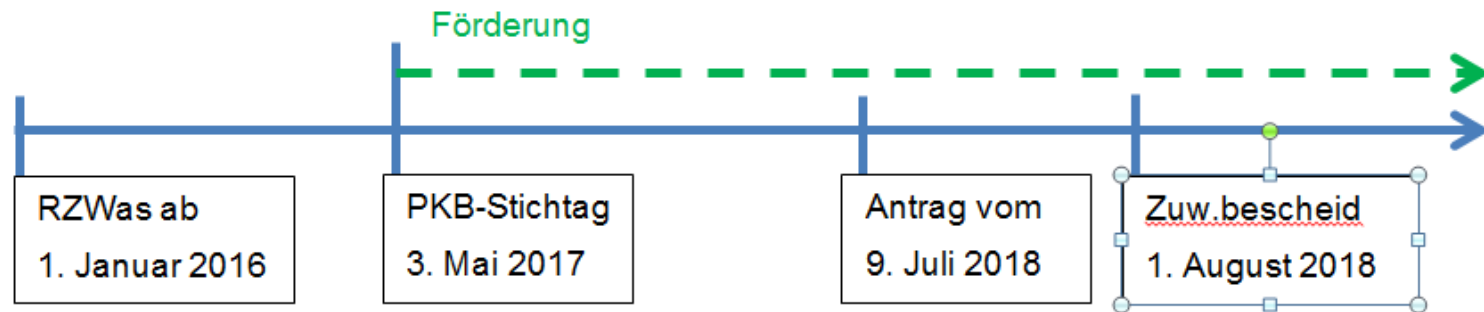 Förderung
RZWas ab
1. Januar 2016
PKB-Stichtag
3. Mai 2017
Antrag vom
9. Juli 2018
Zuw.bescheid
1. August 2018